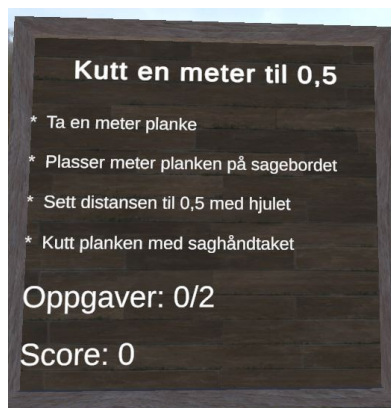 Kutt en meter til 0,5
* Ta en meter planke
* Plasser meter planken på sagebordet
* Sett distansen til 0,5 med hjulet
* Kutt planken med saghåndtaket
Oppgaver: 0/2
Score: 0